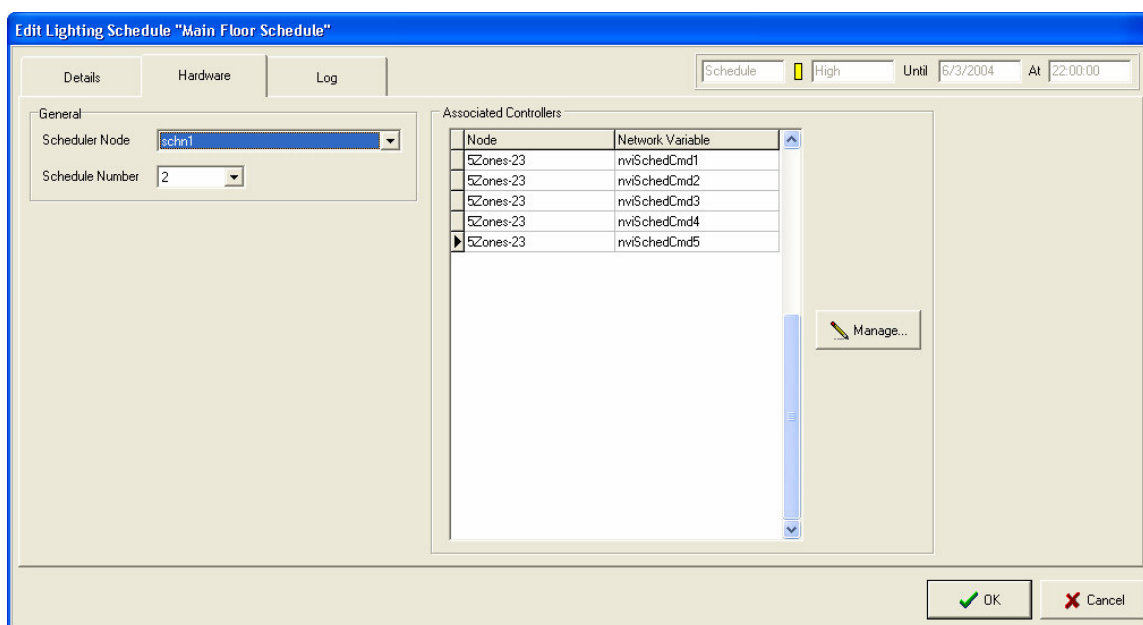 Edit Lighting Schedule "Main Floor Schedule"
Details Hardware Log Schedule High Until 6/3/2004 At 22:00:00
General
Scheduler Node schn1
Schedule Number 2
Associated Controllers
Node Network Variable
5Zones-23 nviSchedCmd1
5Zones-23 nviSchedCmd2
5Zones-23 nviSchedCmd3
5Zones-23 nviSchedCmd4
5Zones-23 nviSchedCmd5
Manage...
OK Cancel